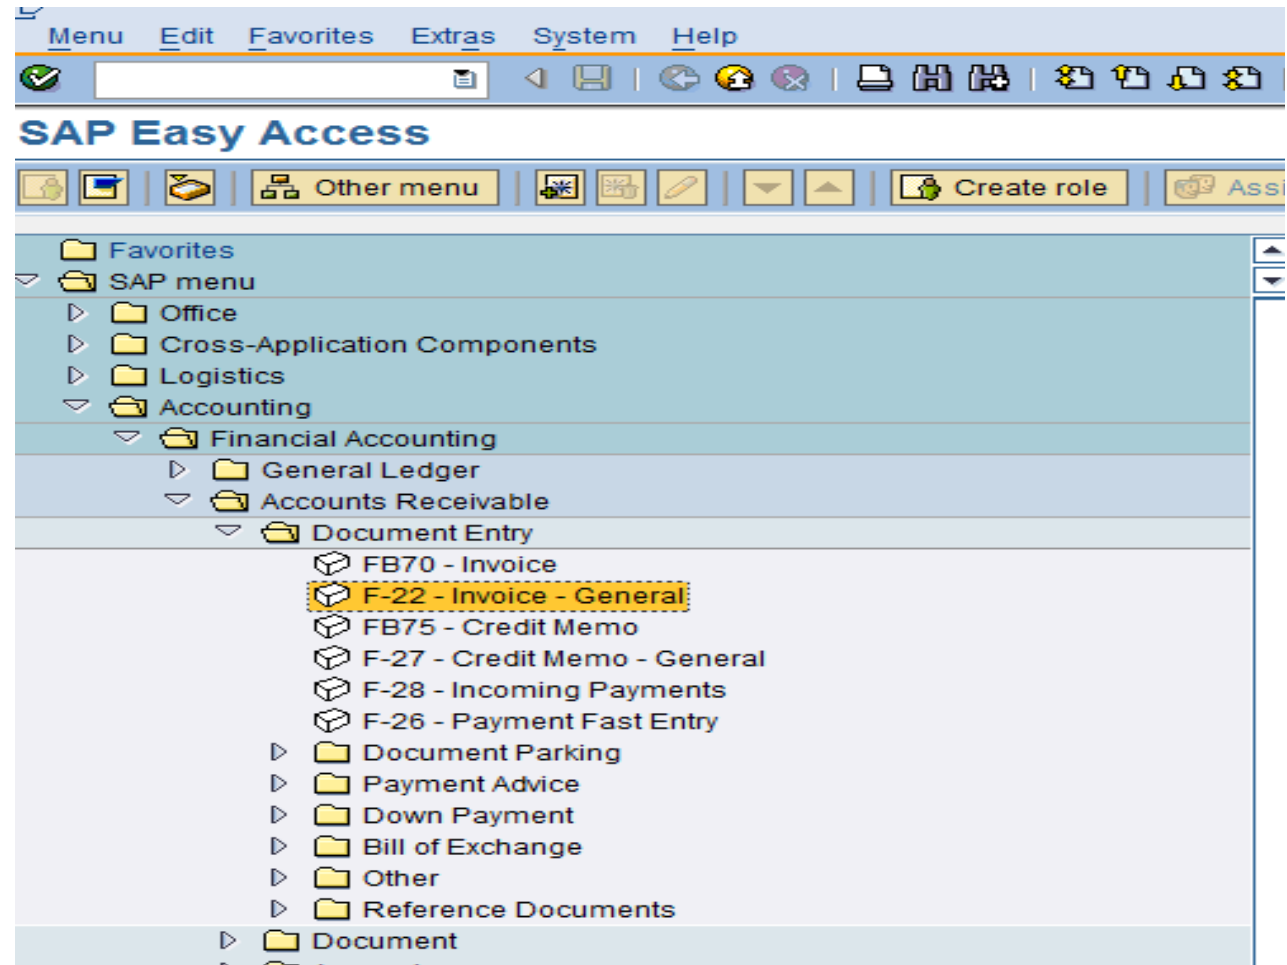 Menu Edit Favorites Extras System Help
SAP Easy Access
Other menu Create role Assi
Favorites
SAP menu
Office
Cross-Application Components
Logistics
Accounting
Financial Accounting
General Ledger
Accounts Receivable
Document Entry
FB70 - Invoice
F-22 - Invoice - General
FB75 - Credit Memo
F-27 - Credit Memo - General
F-28 - Incoming Payments
F-26 - Payment Fast Entry
Document Parking
Payment Advice
Down Payment
Bill of Exchange
Other
Reference Documents
Document